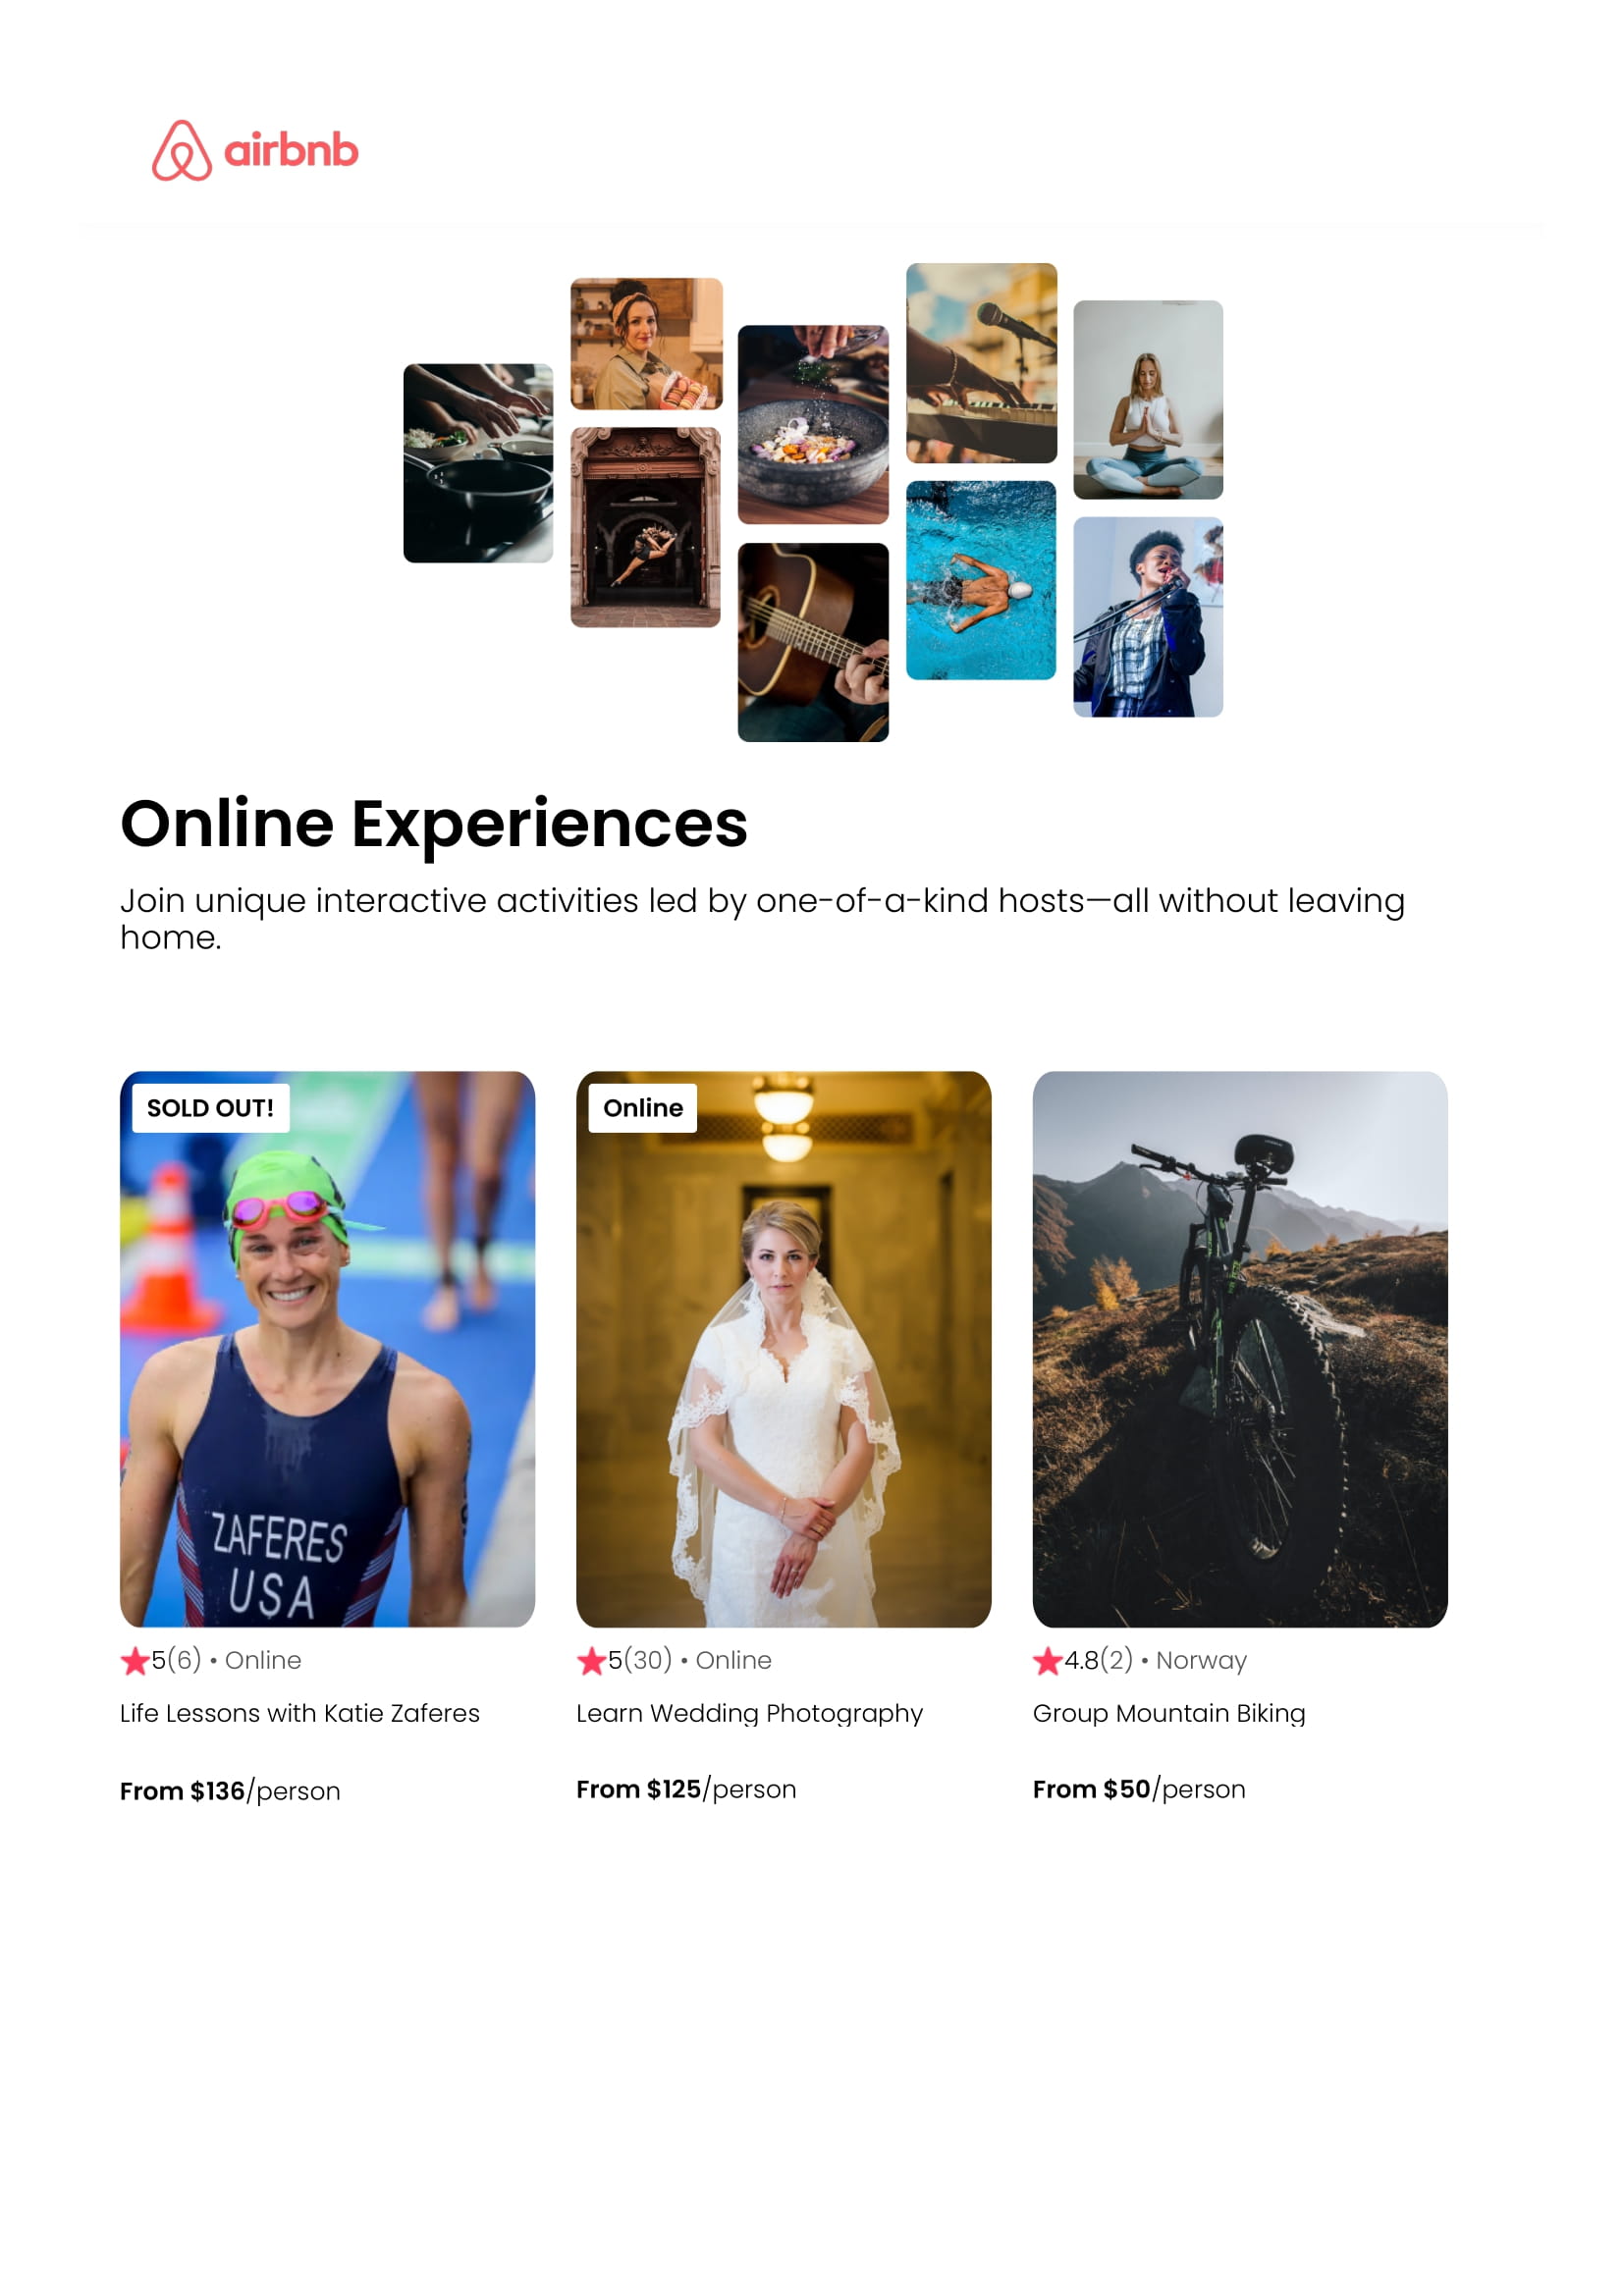 airbnb
Online Experiences
Join unique interactive activities led by one-of-a-kind hosts—all without leaving
home.
SOLD OUT!
ZAFERES
USA
5(6) • Online
Life Lessons with Katie Zaferes
From $136/person
Online
5(30) • Online
Learn Wedding Photography
From $125/person
4.8(2) • Norway
Group Mountain Biking
From $50/person